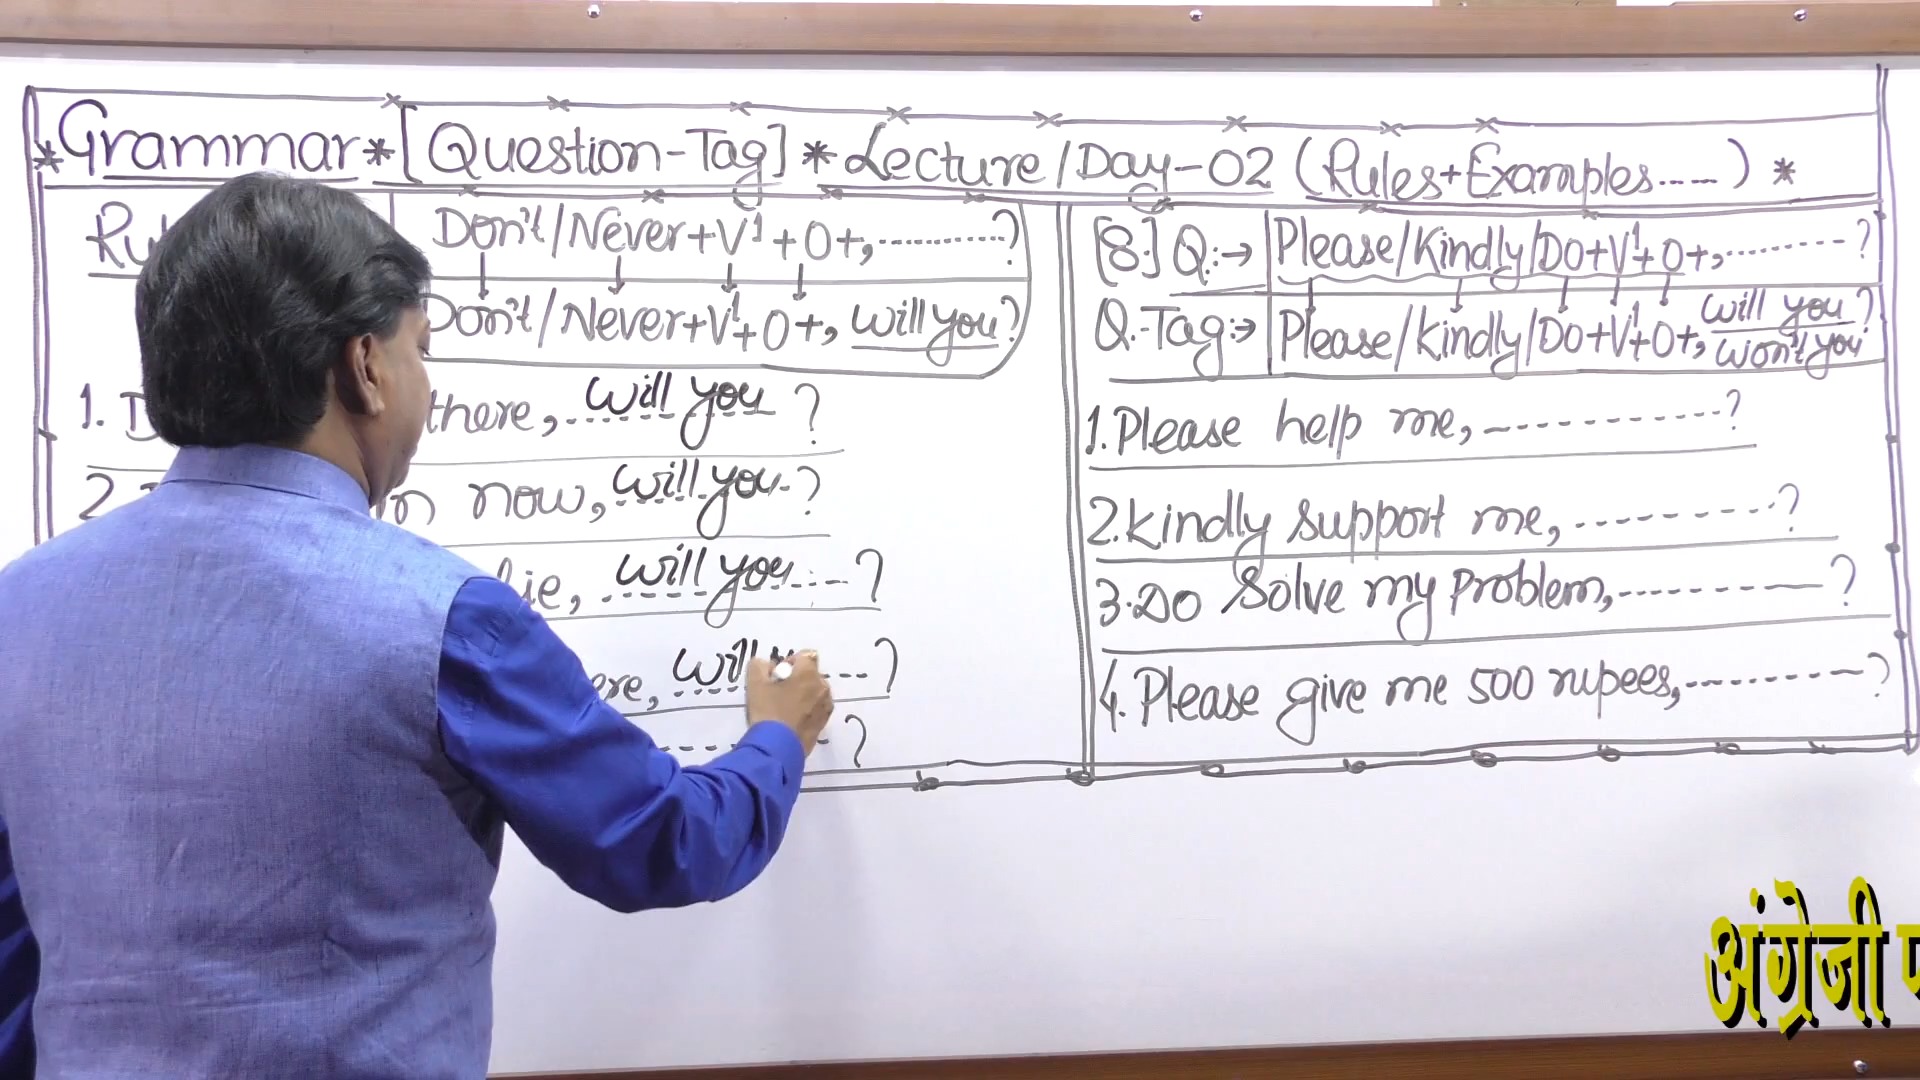 *Grammar*[Question-Tag]*Lecture/Day-02 (Rules+Examples......)*
Don't/Never+V¹+O+,............?
Don't/Never+V¹+O+, will you?
1. there, will you ?
2. now, will you ?
lie, will you ?
will ?
?
[8.] Q:→ Please/Kindly/Do+V¹+O+,.........?
Q.-Tag:→ Please/Kindly/Do+V¹+O+, will you? won't you
1. Please help me, ............?
2. Kindly support me, ..........?
3. Do solve my problem, ..........?
4. Please give me 500 rupees, .........?
अंग्रेजी